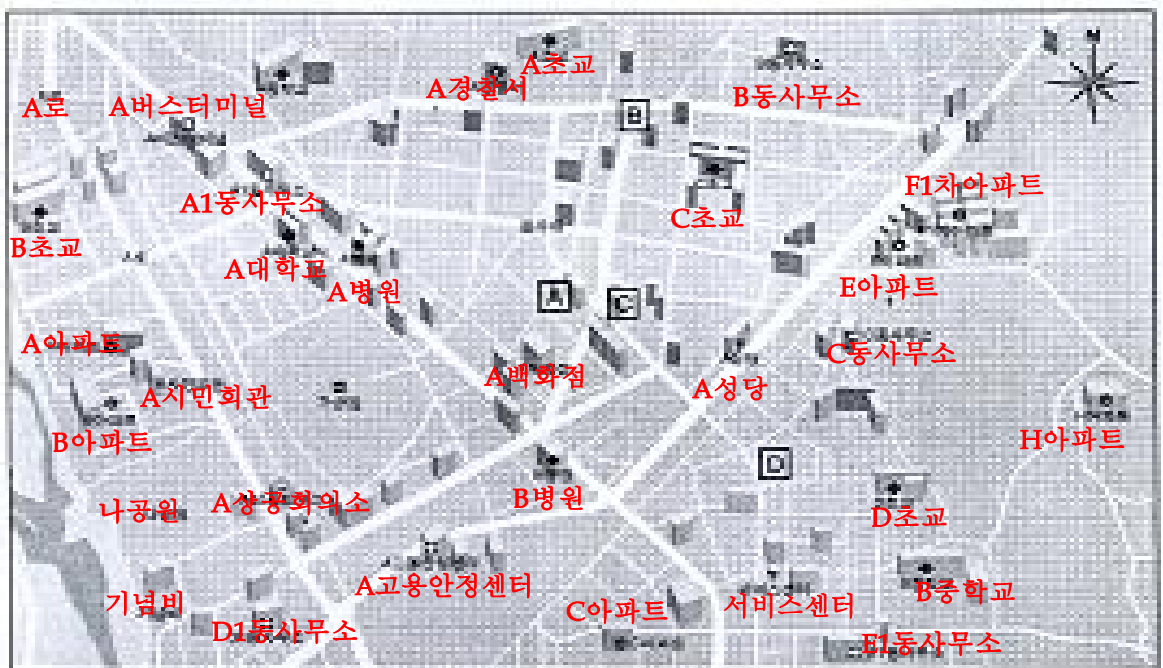 A초교
A경찰서
A로
A버스터미널
B동사무소
B
F1차아파트
A1동사무소
C초교
B초교
A대학교
A병원
E아파트
A
C
A아파트
C동사무소
A백화점
A성당
A시민회관
B아파트
H아파트
D
나공원
A상공회의소
B병원
D초교
A고용안정센터
기념비
C아파트
서비스센터
B중학교
D1동사무소
E1동사무소